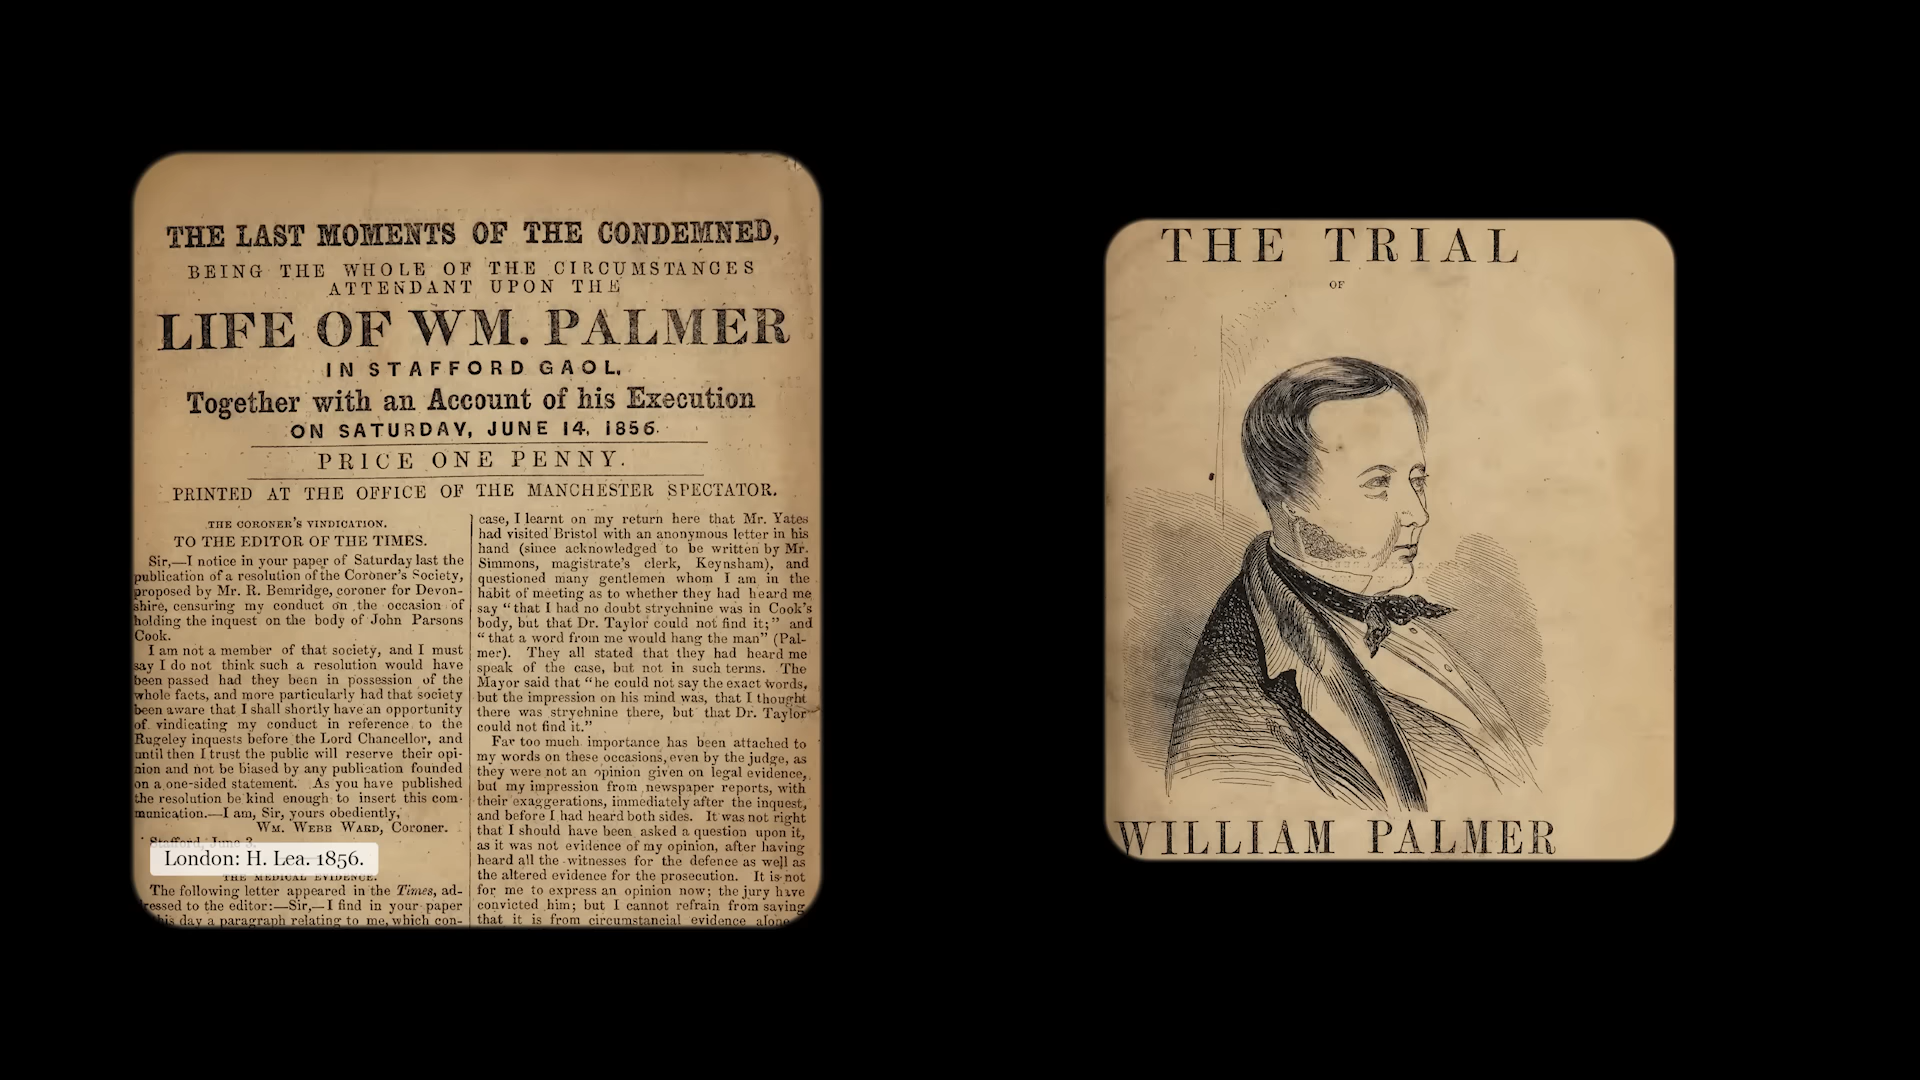 THE LAST MOMENTS OF THE CONDEMNED,
BEING THE WHOLE OF THE CIRCUMSTANCES
ATTENDANT UPON THE
LIFE OF WM. PALMER
IN STAFFORD GAOL,
Together with an Account of his Execution
ON SATURDAY, JUNE 14, 1856.
PRICE ONE PENNY.
PRINTED AT THE OFFICE OF THE MANCHESTER SPECTATOR.
THE CORONER'S VINDICATION.
TO THE EDITOR OF THE TIMES.
Sir,—I notice in your paper of Saturday last the
publication of a resolution of the Coroner's Society,
proposed by Mr. R. Bemridge, coroner for Devon-
shire, censuring my conduct on the occasion of
holding the inquest on the body of John Parsons
Cook.
I am not a member of that society, and I must
say I do not think such a resolution would have
been passed had they been in possession of the
whole facts, and more particularly had that society
been aware that I shall shortly have an opportunity
of vindicating my conduct in reference to the
Rugeley inquests before the Lord Chancellor, and
until then I trust the public will reserve their opi-
nion and not be biased by any publication founded
on a one-sided statement. As you have published
the resolution be kind enough to insert this com-
munication.—I am, Sir, yours obediently,
WM. WEBB WARD, Coroner.
Stafford, June 3.
London: H. Lea. 1856.
THE MEDICAL EVIDENCE.
The following letter appeared in the Times, ad-
ressed to the editor:—Sir,—I find in your paper
his day a paragraph relating to me, which con-
case, I learnt on my return here that Mr. Yates
had visited Bristol with an anonymous letter in his
hand (since acknowledged to be written by Mr.
Simmons, magistrate's clerk, Keynsham), and
questioned many gentlemen whom I am in the
habit of meeting as to whether they had heard me
say "that I had no doubt strychnine was in Cook's
body, but that Dr. Taylor could not find it;" and
"that a word from me would hang the man" (Pal-
mer). They all stated that they had heard me
speak of the case, but not in such terms. The
Mayor said that "he could not say the exact words,
but the impression on his mind was, that I thought
there was strychnine there, but that Dr. Taylor
could not find it."
Far too much importance has been attached to
my words on these occasions, even by the judge, as
they were not an opinion given on legal evidence,
but my impression from newspaper reports, with
their exaggerations, immediately after the inquest,
and before I had heard both sides. It was not right
that I should have been asked a question upon it,
as it was not evidence of my opinion, after having
heard all the witnesses for the defence as well as
the altered evidence for the prosecution. It is not
for me to express an opinion now; the jury have
convicted him; but I cannot refrain from saying
that it is from circumstancial evidence alone
THE TRIAL
OF
WILLIAM PALMER